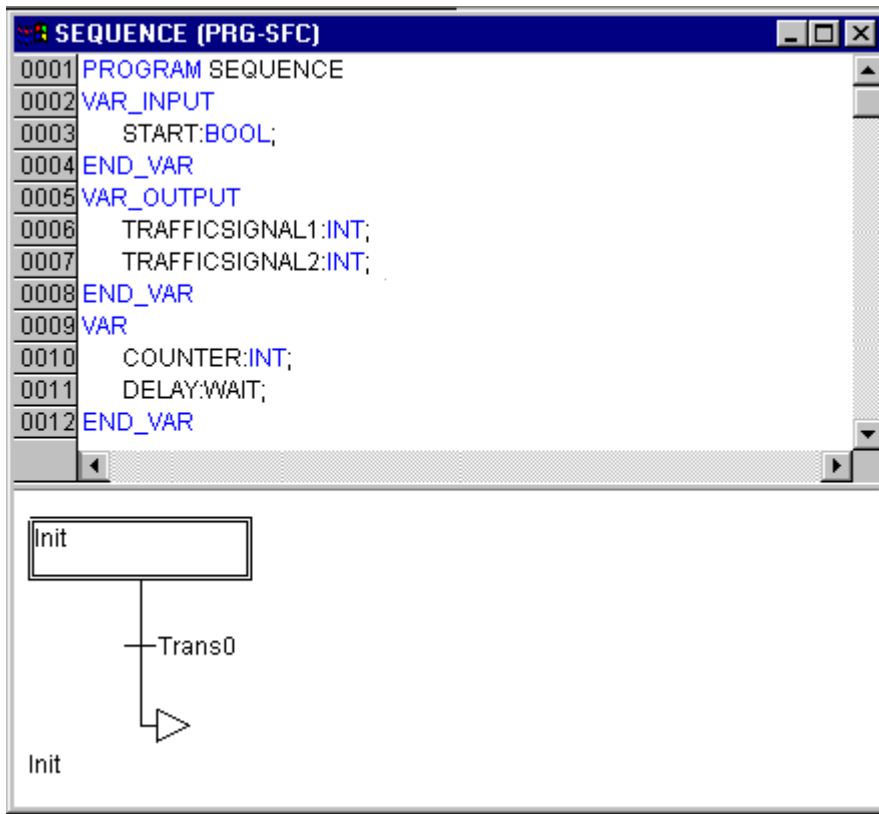 SEQUENCE (PRG-SFC)
0001 PROGRAM SEQUENCE
0002 VAR_INPUT
0003 START:BOOL;
0004 END_VAR
0005 VAR_OUTPUT
0006 TRAFFICSIGNAL1:INT;
0007 TRAFFICSIGNAL2:INT;
0008 END_VAR
0009 VAR
0010 COUNTER:INT;
0011 DELAY:WAIT;
0012 END_VAR
Init
Trans0
Init